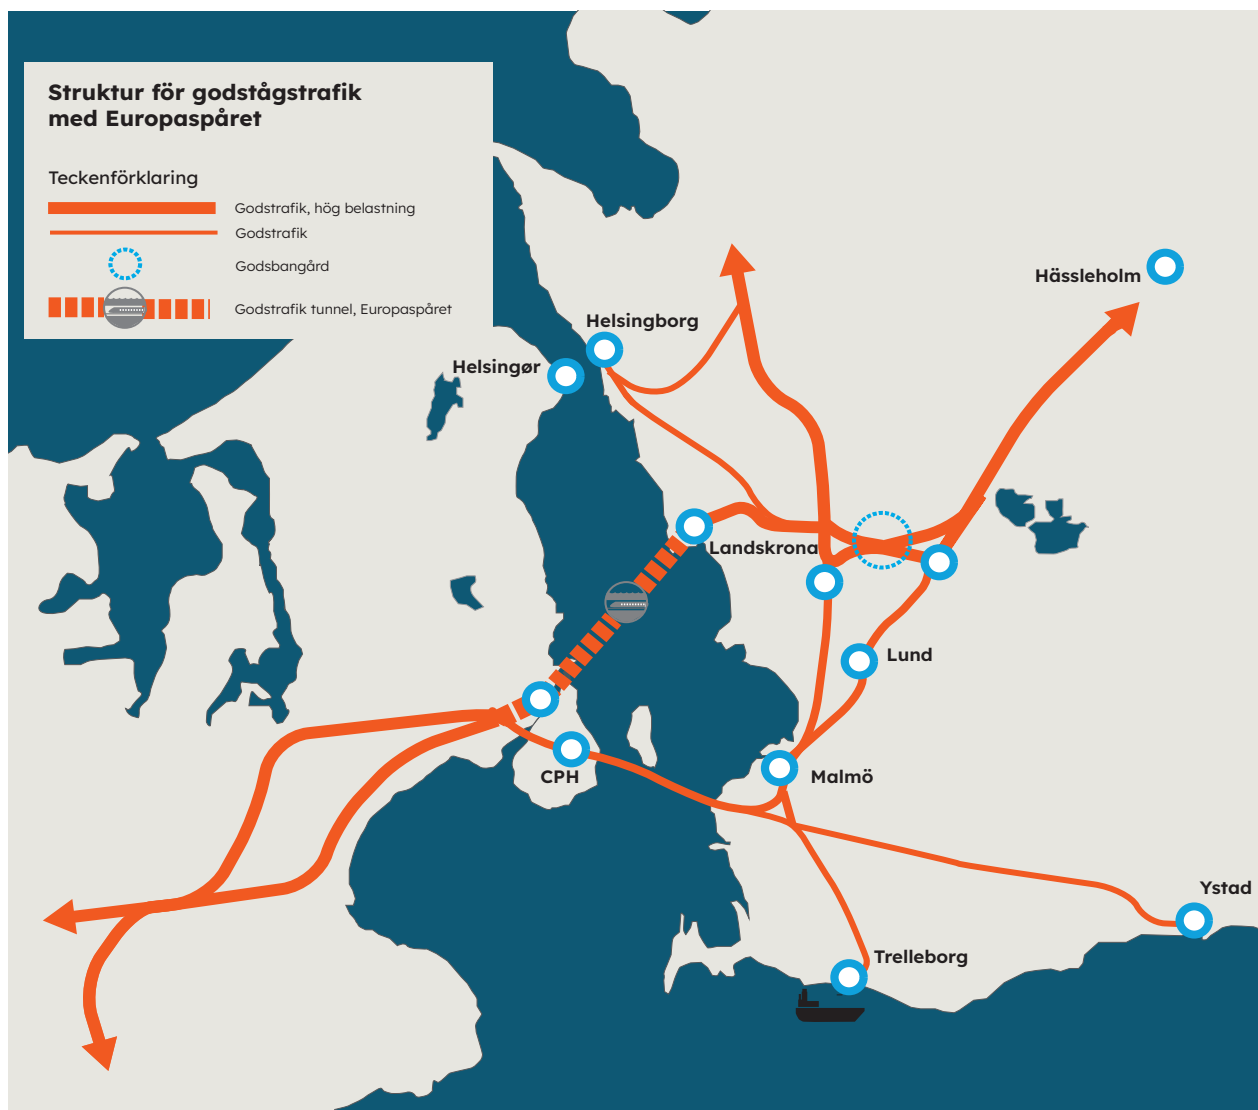 Struktur för godstågstrafik
med Europaspåret
Teckenförklaring
Godstrafik, hög belastning
Godstrafik
Godsbangård
Godstrafik tunnel, Europaspåret
Hässleholm
Helsingborg
Helsingør
Landskrona
Lund
CPH
Malmö
Ystad
Trelleborg